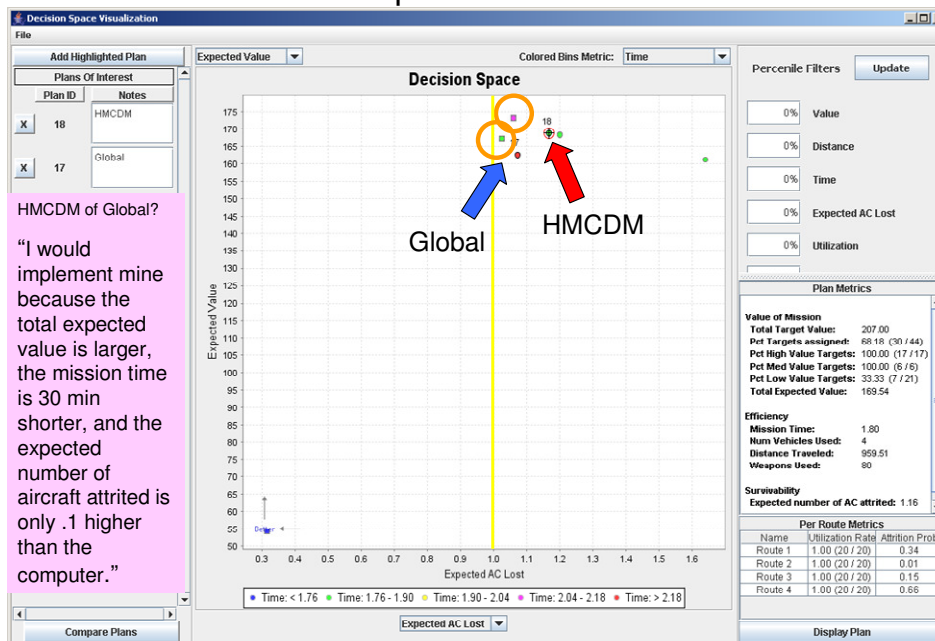 Decision Space Visualization
File
Add Highlighted Plan
Plans Of Interest
Plan ID Notes
X 18 HMCDM
X 17 Global
HMCDM of Global?
“I would
implement mine
because the
total expected
value is larger,
the mission time
is 30 min
shorter, and the
expected
number of
aircraft attrited is
only .1 higher
than the
computer.”
Compare Plans
Expected Value
Colored Bins Metric: Time
Decision Space
Expected Value
175
170
165
160
155
150
145
140
135
130
125
120
115
110
105
100
95
90
85
80
75
70
65
60
55
50
18
Global
HMCDM
0.3 0.4 0.5 0.6 0.7 0.8 0.9 1.0 1.1 1.2 1.3 1.4 1.5 1.6
Expected AC Lost
Time: < 1.76 Time: 1.76 - 1.90 Time: 1.90 - 2.04 Time: 2.04 - 2.18 Time: > 2.18
Expected AC Lost
Percenile Filters Update
0% Value
0% Distance
0% Time
0% Expected AC Lost
0% Utilization
Plan Metrics
Value of Mission
Total Target Value: 207.00
Pct Targets assigned: 68.18 (30 / 44)
Pct High Value Targets: 100.00 (17 / 17)
Pct Med Value Targets: 100.00 (6 / 6)
Pct Low Value Targets: 33.33 (7 / 21)
Total Expected Value: 169.54
Efficiency
Mission Time: 1.80
Num Vehicles Used: 4
Distance Traveled: 959.51
Weapons Used: 80
Survivability
Expected number of AC attrited: 1.16
Per Route Metrics
Name Utilization Rate Attrition Prob
Route 1 1.00 (20 / 20) 0.34
Route 2 1.00 (20 / 20) 0.01
Route 3 1.00 (20 / 20) 0.15
Route 4 1.00 (20 / 20) 0.66
Display Plan